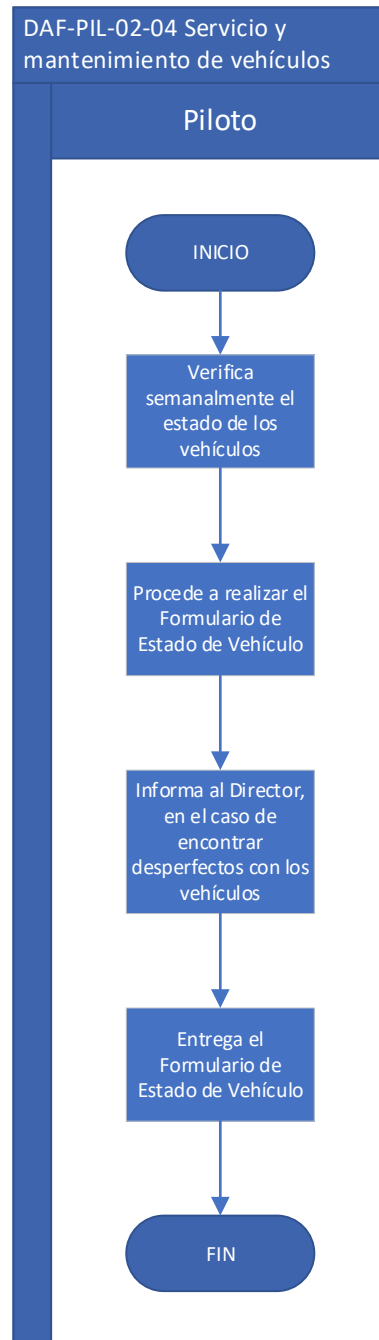 DAF-PIL-02-04 Servicio y
mantenimiento de vehículos
Piloto
INICIO
Verifica
semanalmente el
estado de los
vehículos
Procede a realizar el
Formulario de
Estado de Vehículo
Informa al Director,
en el caso de
encontrar
desperfectos con los
vehículos
Entrega el
Formulario de
Estado de Vehículo
FIN